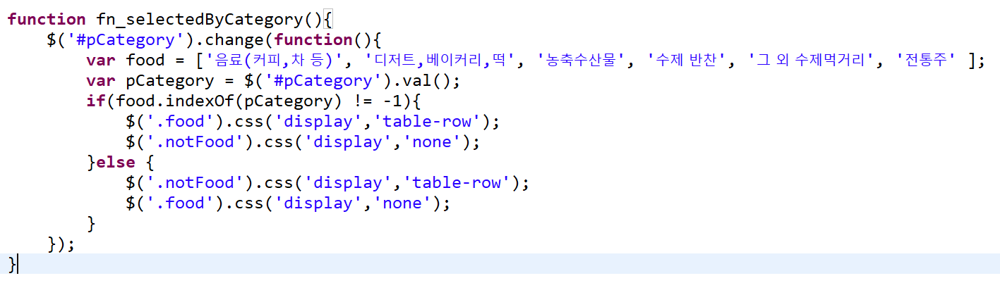 function fn_selectedByCategory(){
    $('#pCategory').change(function(){
        var food = ['음료(커피,차 등)', '디저트,베이커리,떡', '농축수산물', '수제 반찬', '그 외 수제먹거리', '전통주' ];
        var pCategory = $('#pCategory').val();
        if(food.indexOf(pCategory) != -1){
            $('.food').css('display','table-row');
            $('.notFood').css('display','none');
        }else {
            $('.notFood').css('display','table-row');
            $('.food').css('display','none');
        }
    });
}